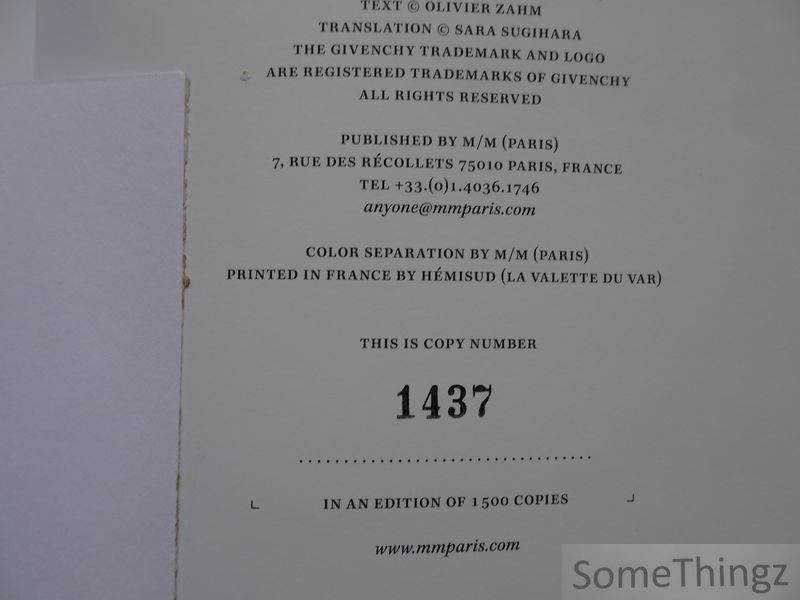 TEXT © OLIVIER ZAHM
TRANSLATION © SARA SUGIHARA
THE GIVENCHY TRADEMARK AND LOGO
ARE REGISTERED TRADEMARKS OF GIVENCHY
ALL RIGHTS RESERVED
PUBLISHED BY M/M (PARIS)
7, RUE DES RÉCOLLETS 75010 PARIS, FRANCE
TEL +33.(0)1.4036.1746
anyone@mmparis.com
COLOR SEPARATION BY M/M (PARIS)
PRINTED IN FRANCE BY HÉMISUD (LA VALETTE DU VAR)
THIS IS COPY NUMBER
1437
IN AN EDITION OF 1500 COPIES
www.mmparis.com
SomeThingz